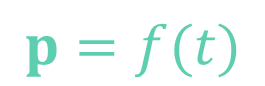 𝐩 = 𝑓(𝑡)